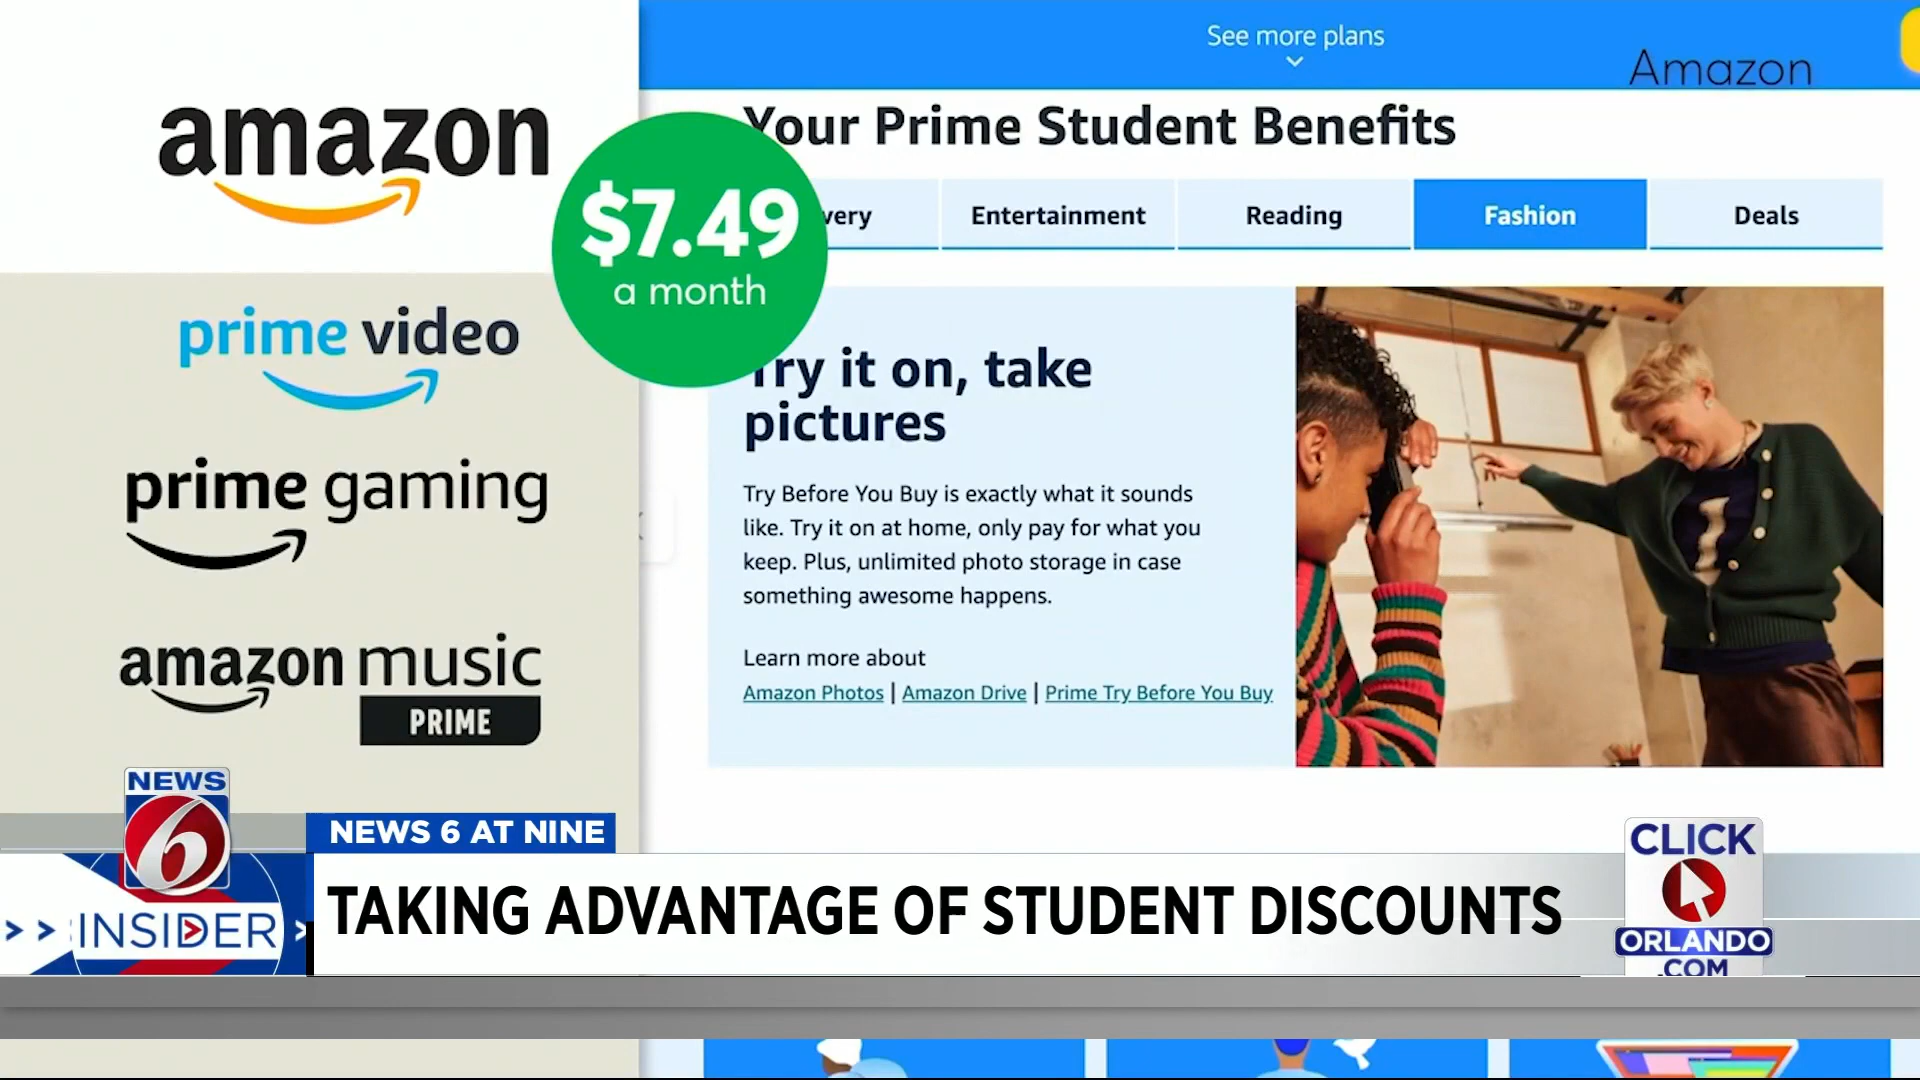 amazon
prime video
prime gaming
amazon music
PRIME
$7.49
a month
See more plans
Amazon
Your Prime Student Benefits
Entertainment
Reading
Fashion
Deals
Try it on, take
pictures
Try Before You Buy is exactly what it sounds
like. Try it on at home, only pay for what you
keep. Plus, unlimited photo storage in case
something awesome happens.
Learn more about
Amazon Photos | Amazon Drive | Prime Try Before You Buy
NEWS
6
INSIDER
NEWS 6 AT NINE
TAKING ADVANTAGE OF STUDENT DISCOUNTS
CLICK
ORLANDO
.COM